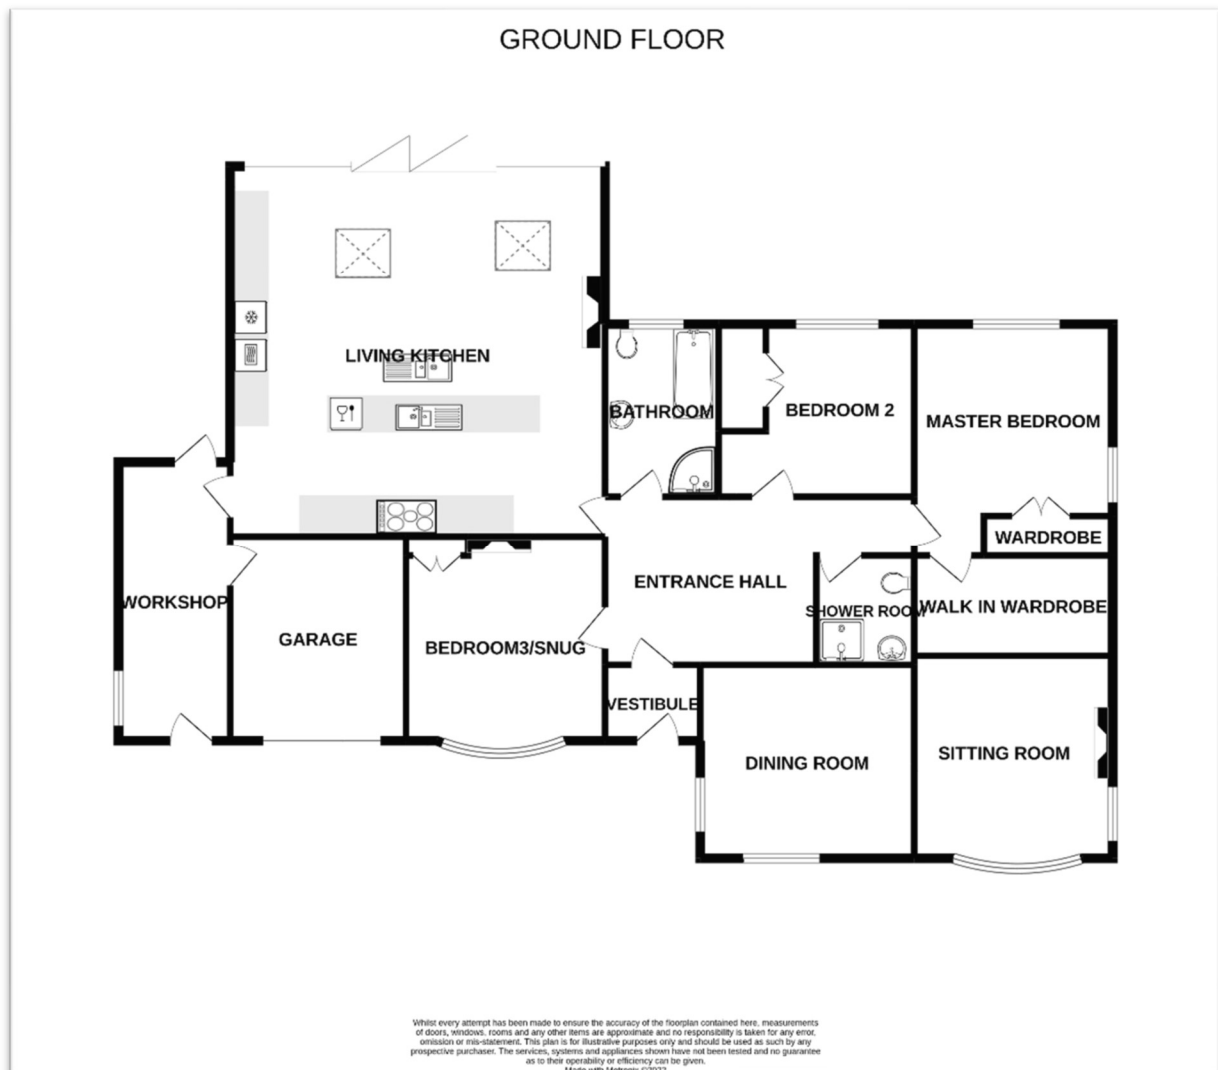 GROUND FLOOR
LIVING KITCHEN
BATHROOM
BEDROOM 2
MASTER BEDROOM
WARDROBE
WORKSHOP
GARAGE
BEDROOM3/SNUG
ENTRANCE HALL
SHOWER ROOM
WALK IN WARDROBE
VESTIBULE
DINING ROOM
SITTING ROOM
Whilst every attempt has been made to ensure the accuracy of the floorplan contained here, measurements
of doors, windows, rooms and any other items are approximate and no responsibility is taken for any error,
omission or mis-statement. This plan is for illustrative purposes only and should be used as such by any
prospective purchaser. The services, systems and appliances shown have not been tested and no guarantee
as to their operability or efficiency can be given.
Made with Metropix ©2022